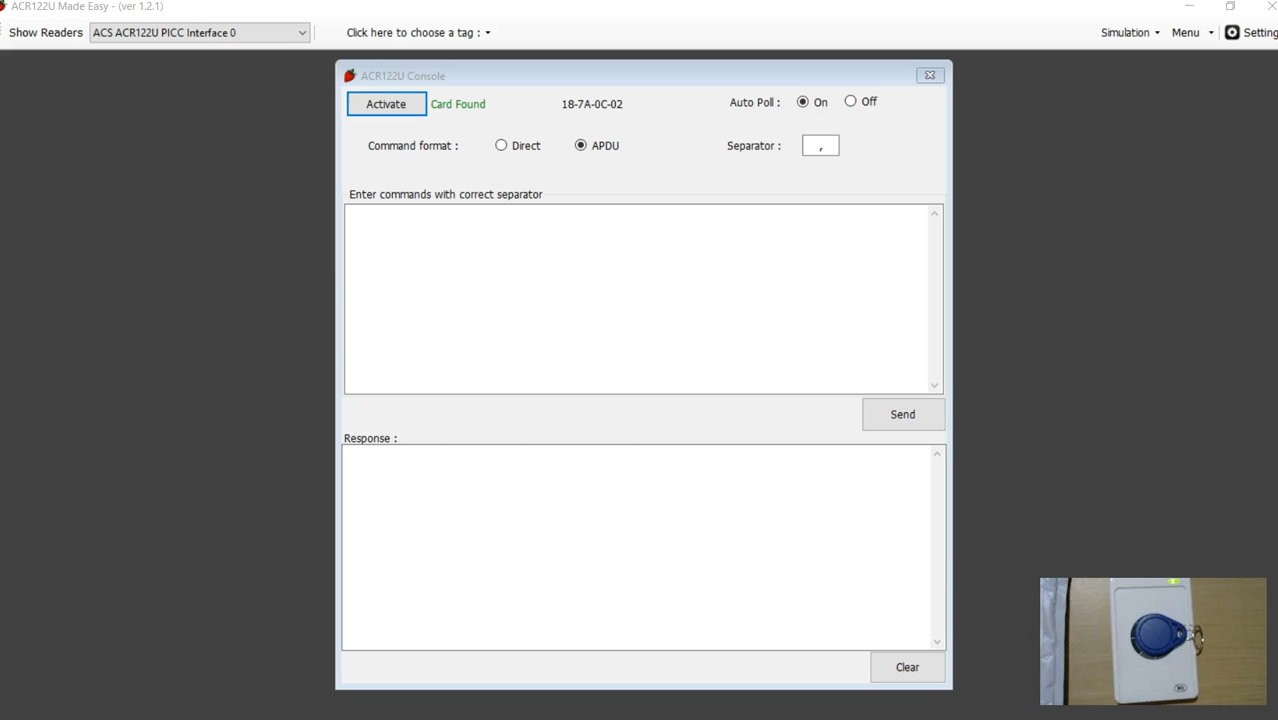 ACR122U Made Easy - (ver 1.2.1)
Show Readers ACS ACR122U PICC Interface 0 Click here to choose a tag : Simulation Menu Setting
ACR122U Console
Activate Card Found 18-7A-0C-02 Auto Poll : On Off
Command format : Direct APDU Separator : ,
Enter commands with correct separator
Send
Response :
Clear